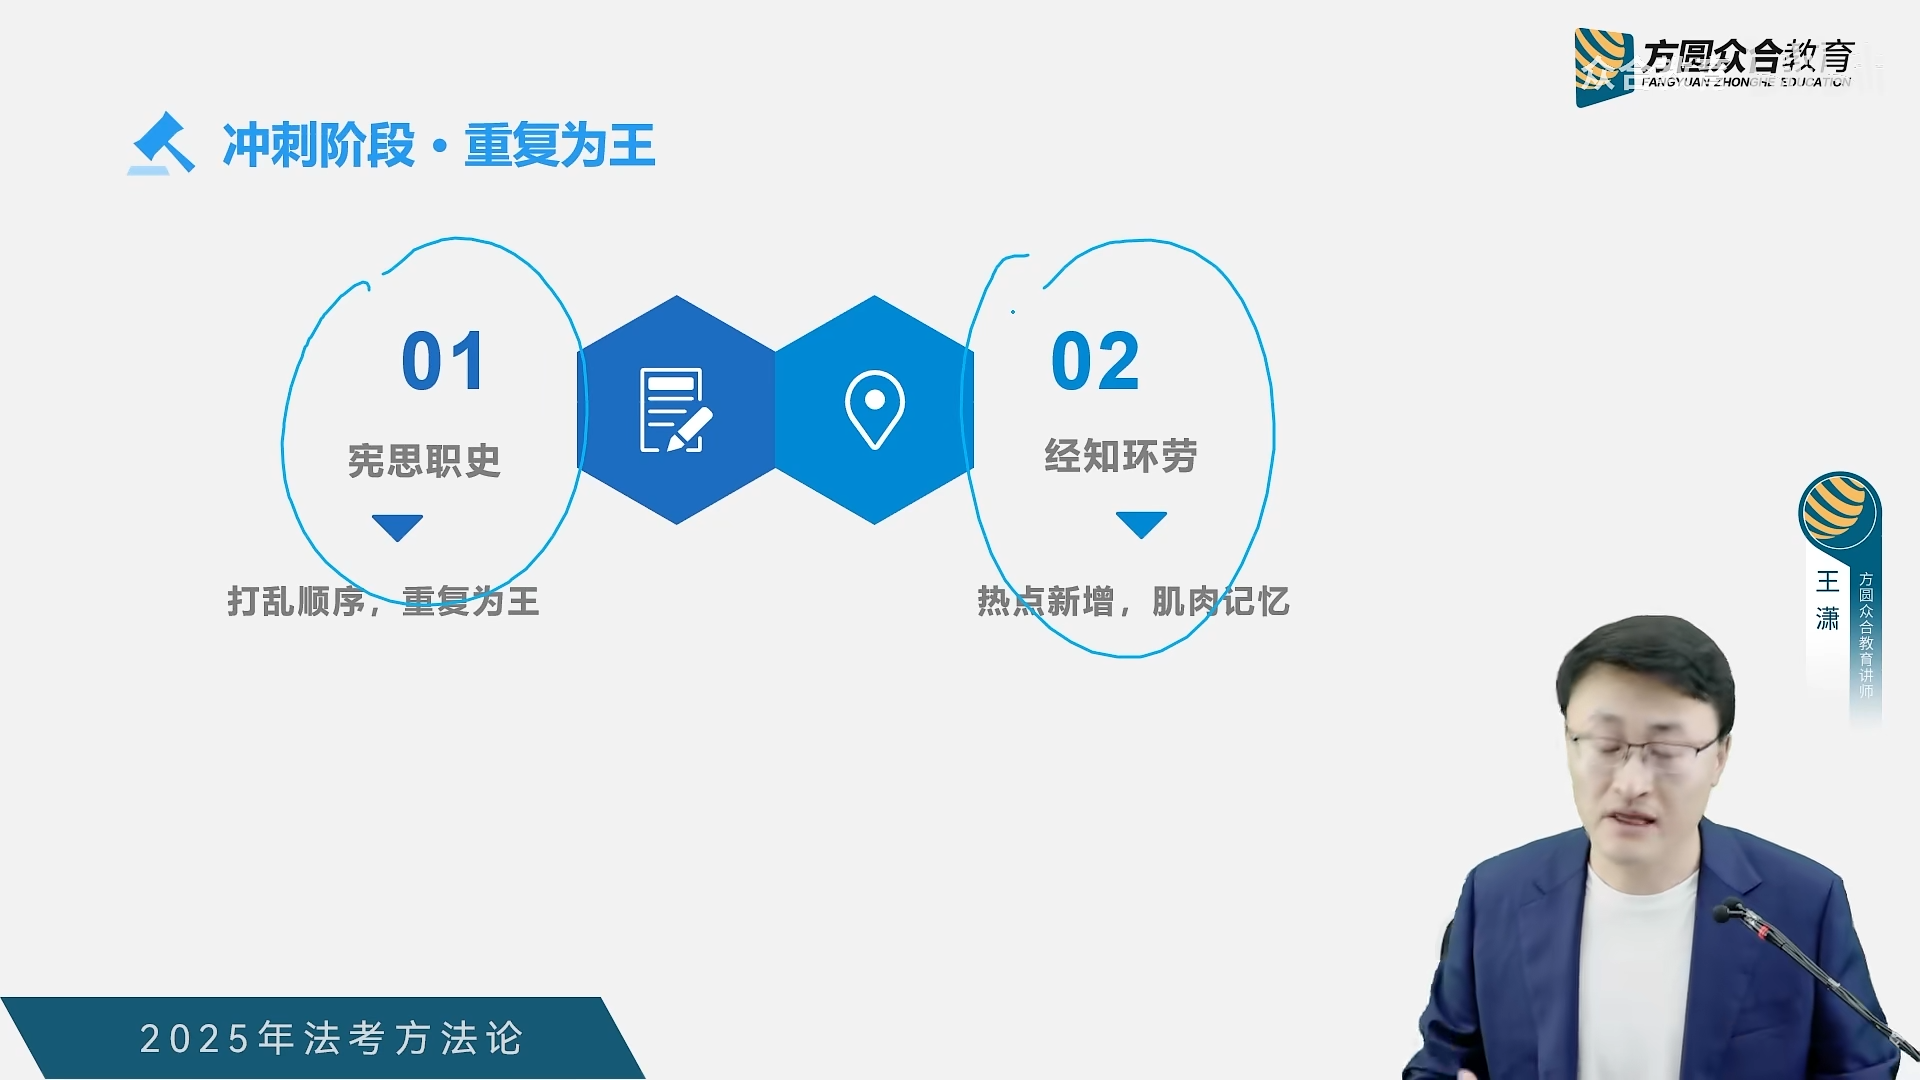 方圆众合教育
FANGYUAN ZHONGHE EDUCATION
冲刺阶段·重复为王
01
宪思职史
打乱顺序，重复为王
02
经知环劳
热点新增，肌肉记忆
王潇
方圆众合教育讲师
2025年法考方法论